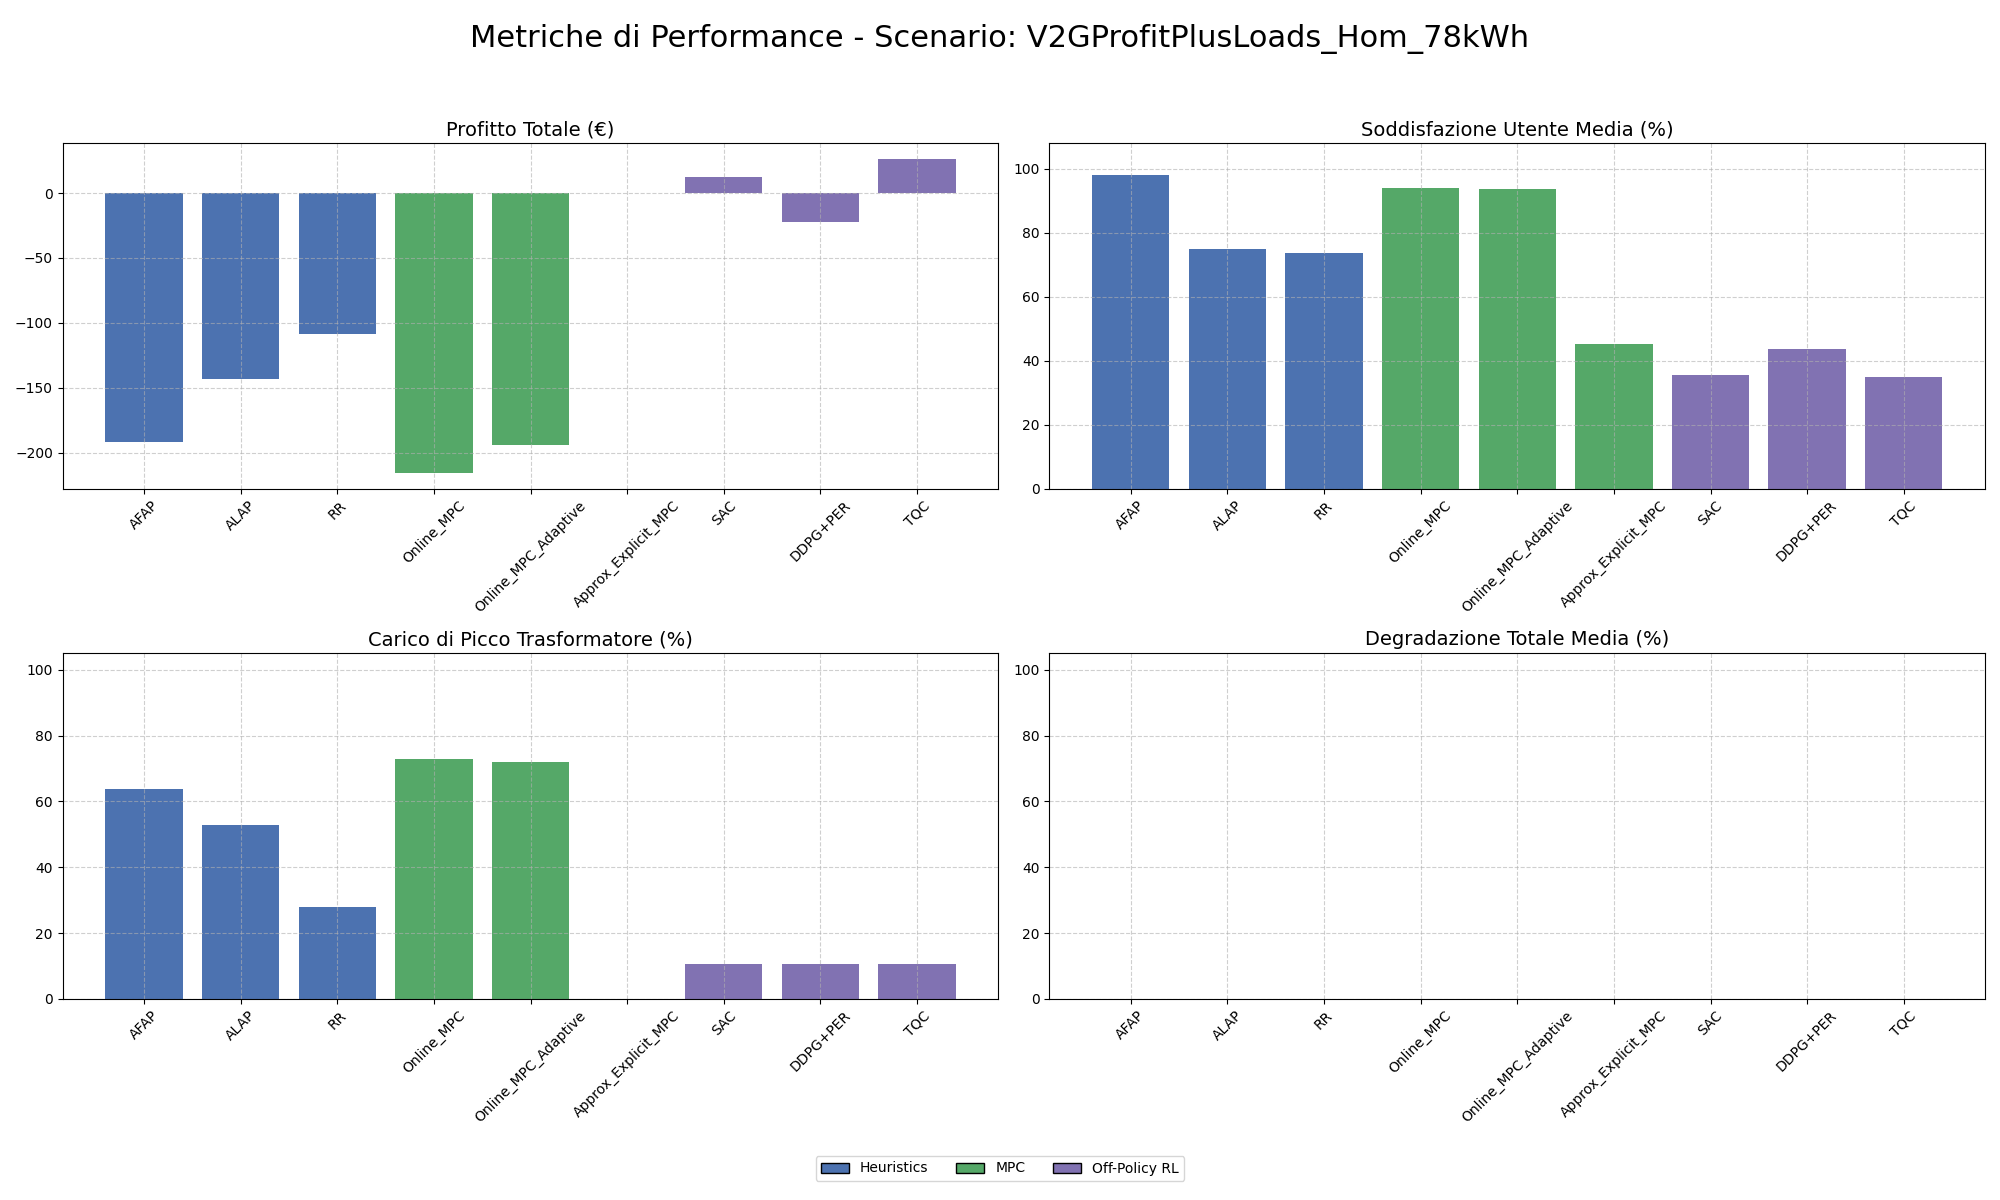 Metriche di Performance - Scenario: V2GProfitPlusLoads_Hom_78kWh
Profitto Totale (€)
0
−50
−100
−150
−200
AFAP
ALAP
RR
Online_MPC
Online_MPC_Adaptive
Approx_Explicit_MPC
SAC
DDPG+PER
TQC
Soddisfazione Utente Media (%)
100
80
60
40
20
0
AFAP
ALAP
RR
Online_MPC
Online_MPC_Adaptive
Approx_Explicit_MPC
SAC
DDPG+PER
TQC
Carico di Picco Trasformatore (%)
100
80
60
40
20
0
AFAP
ALAP
RR
Online_MPC
Online_MPC_Adaptive
Approx_Explicit_MPC
SAC
DDPG+PER
TQC
Degradazione Totale Media (%)
100
80
60
40
20
0
AFAP
ALAP
RR
Online_MPC
Online_MPC_Adaptive
Approx_Explicit_MPC
SAC
DDPG+PER
TQC
Heuristics
MPC
Off-Policy RL